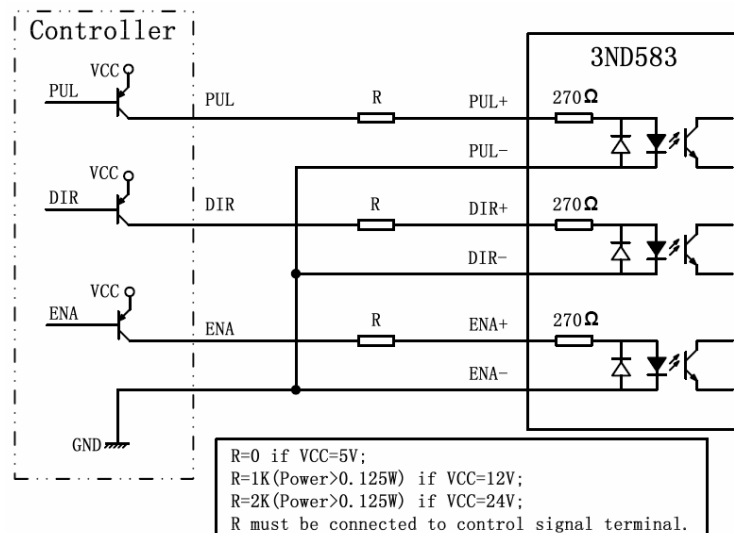 Controller
3ND583
VCC
PUL
PUL
R
PUL+
270Ω
PUL-
VCC
DIR
DIR
R
DIR+
270Ω
DIR-
VCC
ENA
ENA
R
ENA+
270Ω
ENA-
GND
R=0 if VCC=5V;
R=1K(Power>0.125W) if VCC=12V;
R=2K(Power>0.125W) if VCC=24V;
R must be connected to control signal terminal.